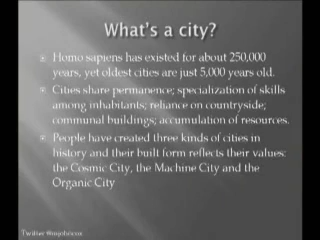 What's a city?
Homo sapiens has existed for about 250,000
years, yet oldest cities are just 5,000 years old.
Cities share permanence; specialization of skills
among inhabitants; reliance on countryside;
communal buildings; accumulation of resources.
People have created three kinds of cities in
history and their built form reflects their values:
the Cosmic City, the Machine City and the
Organic City
Twitter